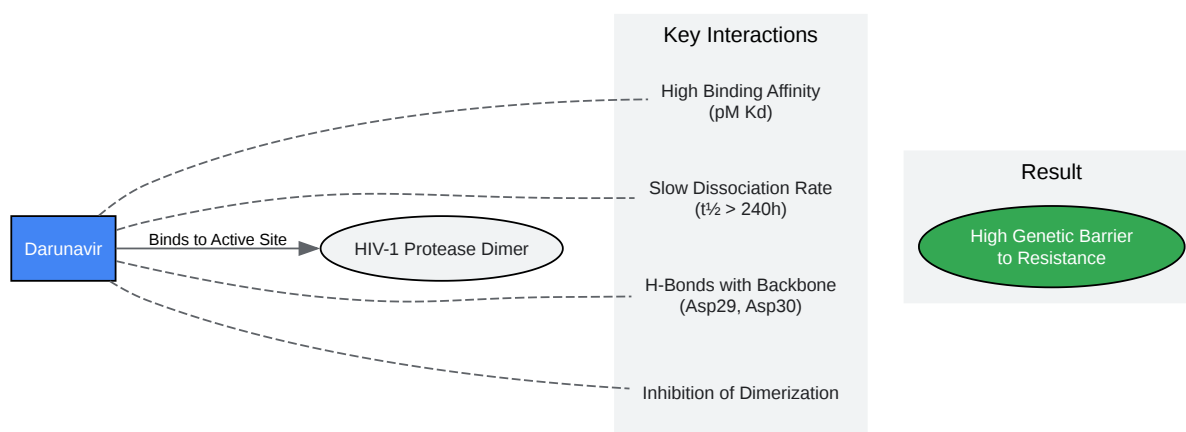 Key Interactions
High Binding Affinity
(pM Kd)
Slow Dissociation Rate
(t½ > 240h)
Darunavir
Binds to Active Site
HIV-1 Protease Dimer
H-Bonds with Backbone
(Asp29, Asp30)
Inhibition of Dimerization
Result
High Genetic Barrier
to Resistance